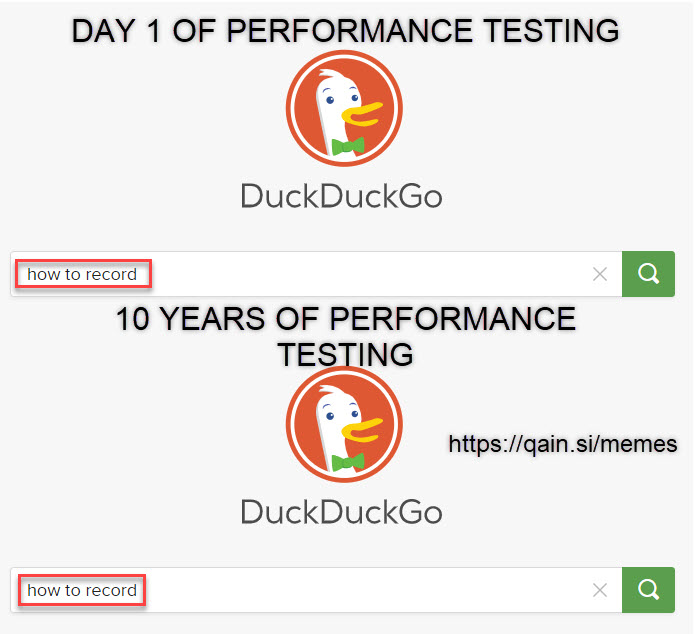 DAY 1 OF PERFORMANCE TESTING
DuckDuckGo
how to record
10 YEARS OF PERFORMANCE
TESTING
https://qain.si/memes
DuckDuckGo
how to record